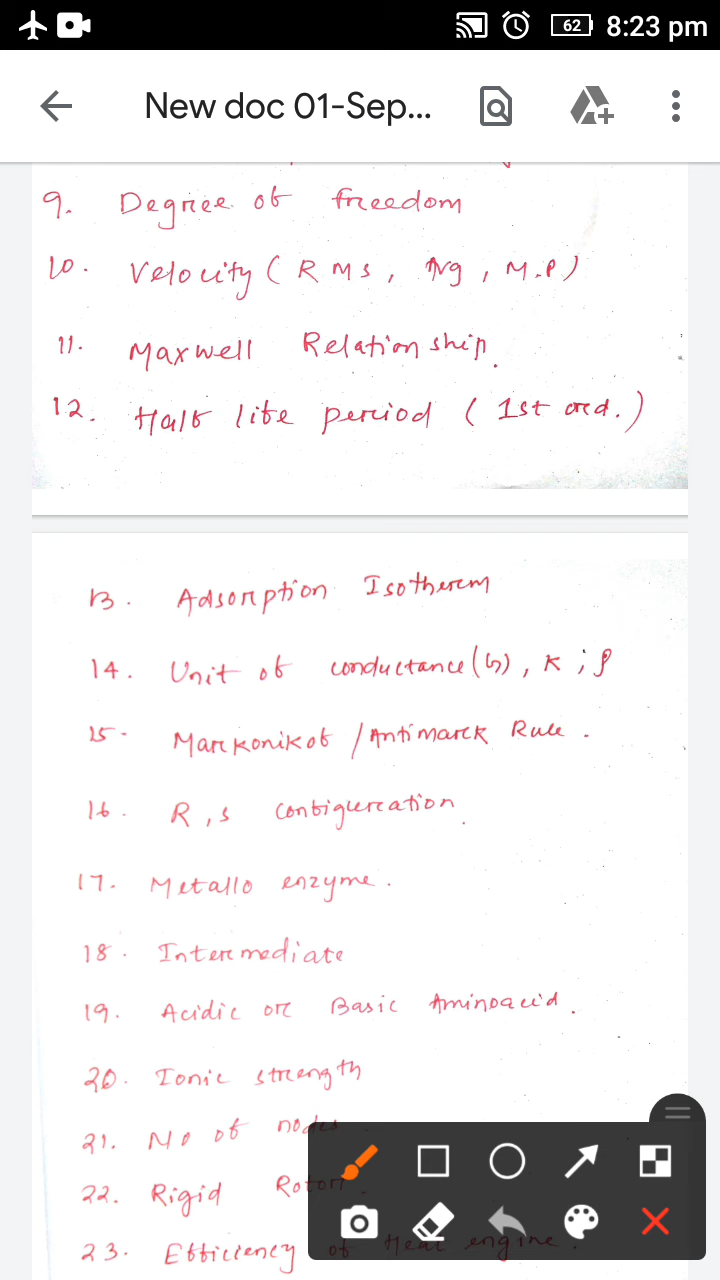 62 8:23 pm
New doc 01-Sep...
9. Degree of freedom
10. Velocity (RMS, Avg, M.P)
11. Maxwell Relationship.
12. Half life period (1st ord.)
13. Adsorption Isotherm
14. Unit of conductance (G), K ; ρ
15. Markonikof / Antimarck Rule.
16. R, S Configuration.
17. Metallo enzyme.
18. Intermediate
19. Acidic or Basic Aminoacid.
20. Ionic strength
21. No of nodes
22. Rigid Rotor
23. Efficiency of Heat engine.